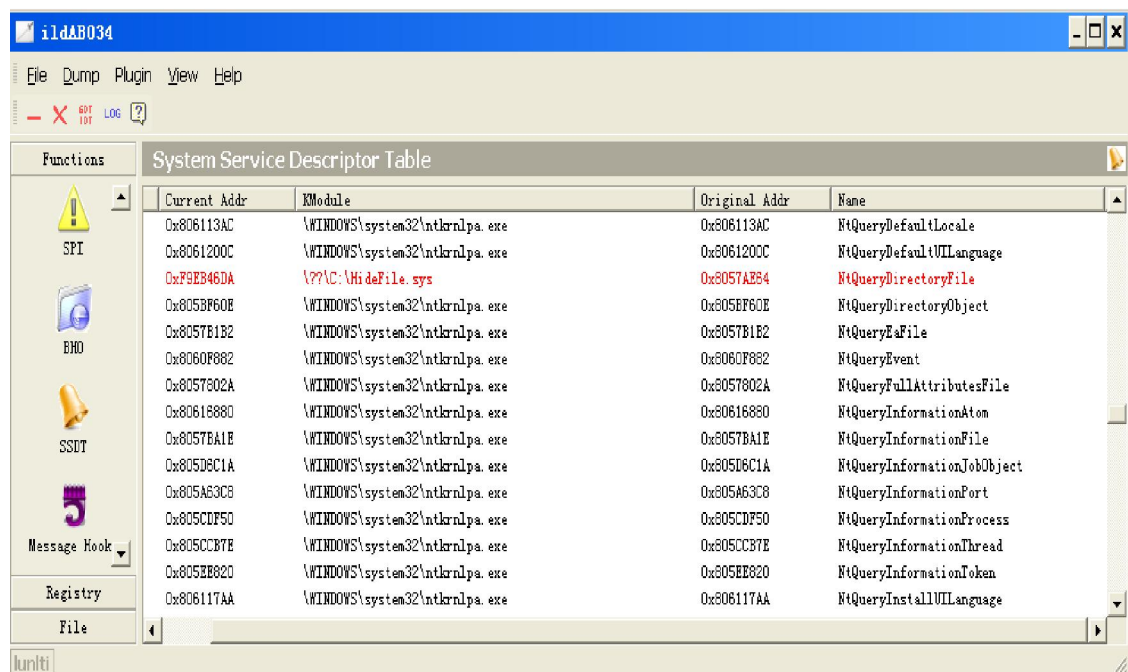 ildAB034
File Dump Plugin View Help
GDT IDT LOG
Functions
System Service Descriptor Table
SPI
BHO
SSDT
Message Hook
Registry
File
Current Addr KModule Original Addr Name
0x806113AC \WINDOWS\system32\ntkrnlpa.exe 0x806113AC NtQueryDefaultLocale
0x8061200C \WINDOWS\system32\ntkrnlpa.exe 0x8061200C NtQueryDefaultUILanguage
0xF9EB46DA \??\C:\HideFile.sys 0x8057AE84 NtQueryDirectoryFile
0x805BF60E \WINDOWS\system32\ntkrnlpa.exe 0x805BF60E NtQueryDirectoryObject
0x8057B1B2 \WINDOWS\system32\ntkrnlpa.exe 0x8057B1B2 NtQueryEaFile
0x8060F882 \WINDOWS\system32\ntkrnlpa.exe 0x8060F882 NtQueryEvent
0x8057802A \WINDOWS\system32\ntkrnlpa.exe 0x8057802A NtQueryFullAttributesFile
0x80616880 \WINDOWS\system32\ntkrnlpa.exe 0x80616880 NtQueryInformationAtom
0x8057BA1E \WINDOWS\system32\ntkrnlpa.exe 0x8057BA1E NtQueryInformationFile
0x805D6C1A \WINDOWS\system32\ntkrnlpa.exe 0x805D6C1A NtQueryInformationJobObject
0x805A63C8 \WINDOWS\system32\ntkrnlpa.exe 0x805A63C8 NtQueryInformationPort
0x805CDF50 \WINDOWS\system32\ntkrnlpa.exe 0x805CDF50 NtQueryInformationProcess
0x805CCB7E \WINDOWS\system32\ntkrnlpa.exe 0x805CCB7E NtQueryInformationThread
0x805EE820 \WINDOWS\system32\ntkrnlpa.exe 0x805EE820 NtQueryInformationToken
0x806117AA \WINDOWS\system32\ntkrnlpa.exe 0x806117AA NtQueryInstallUILanguage